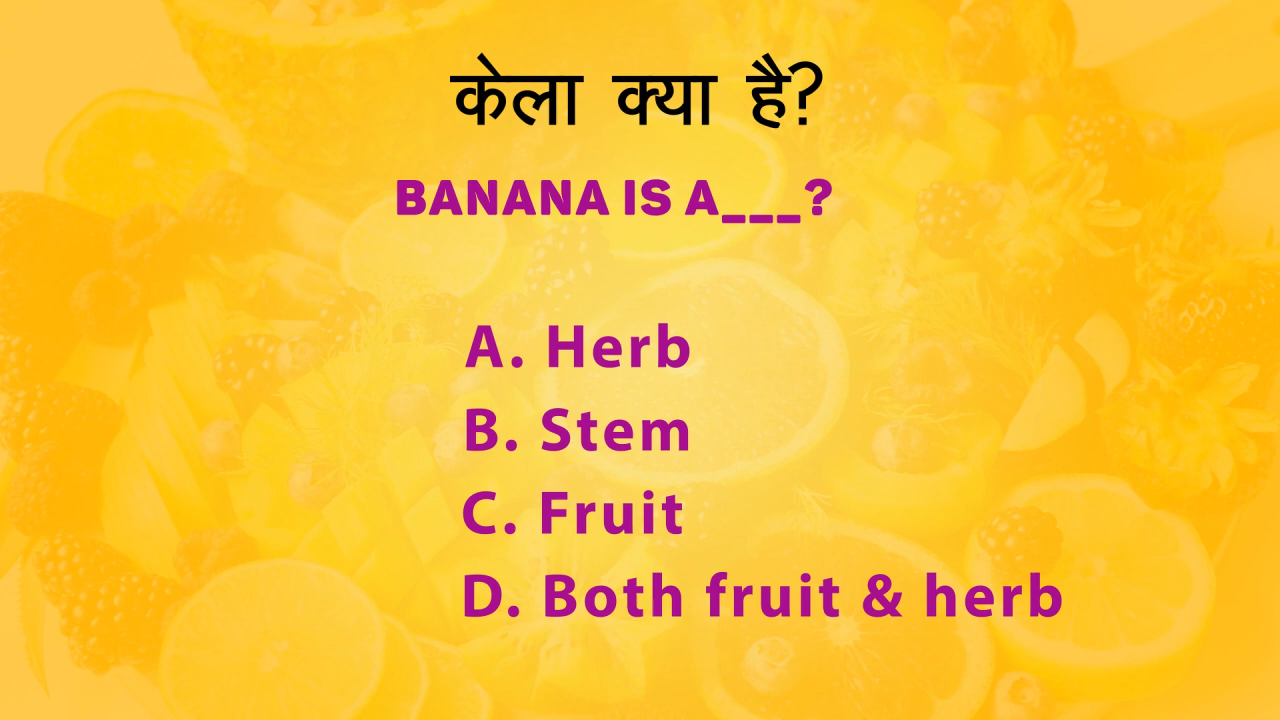 केला क्या है?
BANANA IS A___?
A. Herb
B. Stem
C. Fruit
D. Both fruit & herb